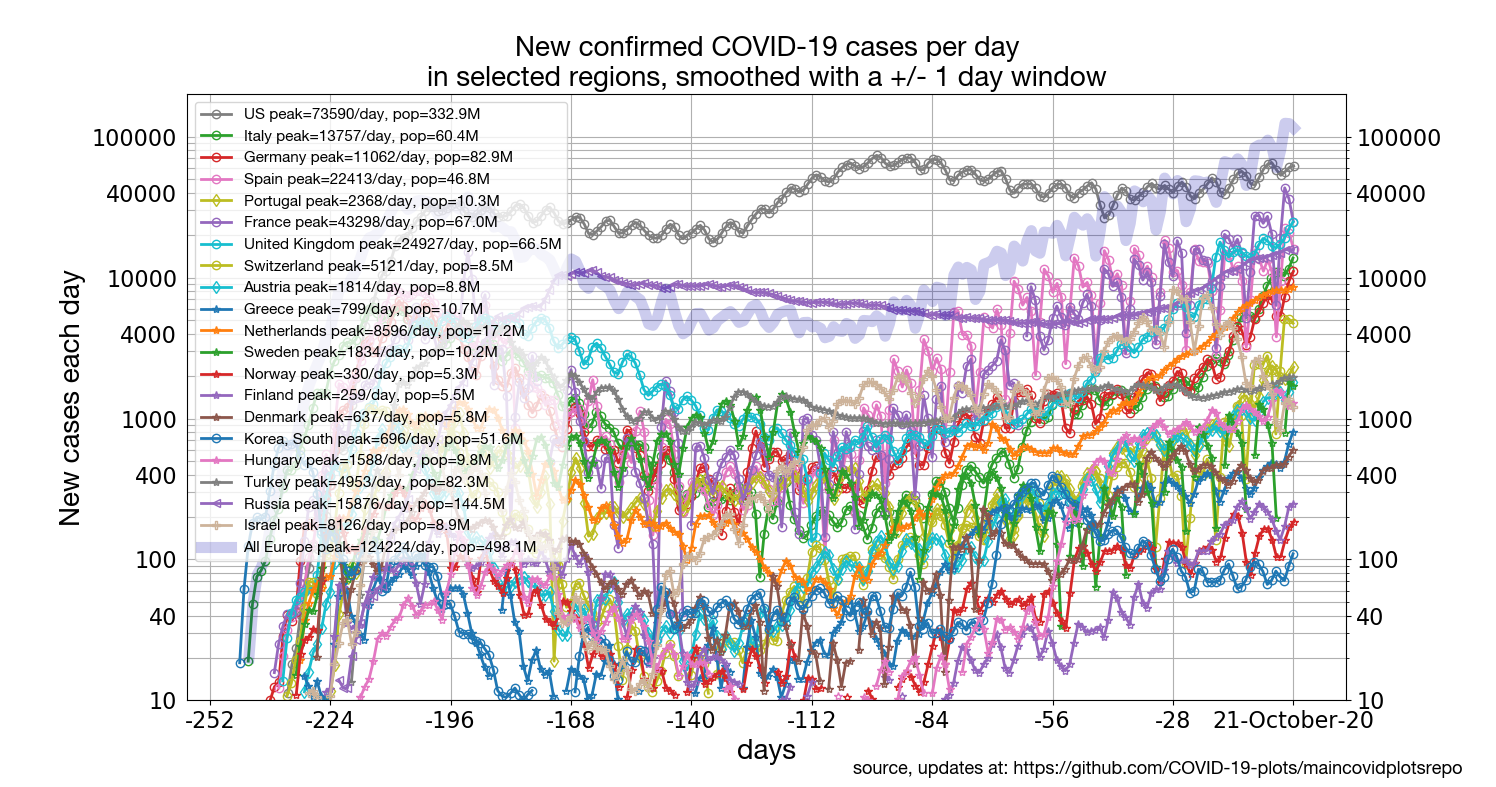 New confirmed COVID-19 cases per day
in selected regions, smoothed with a +/- 1 day window
US peak=73590/day, pop=332.9M
Italy peak=13757/day, pop=60.4M
Germany peak=11062/day, pop=82.9M
Spain peak=22413/day, pop=46.8M
Portugal peak=2368/day, pop=10.3M
France peak=43298/day, pop=67.0M
United Kingdom peak=24927/day, pop=66.5M
Switzerland peak=5121/day, pop=8.5M
Austria peak=1814/day, pop=8.8M
Greece peak=799/day, pop=10.7M
Netherlands peak=8596/day, pop=17.2M
Sweden peak=1834/day, pop=10.2M
Norway peak=330/day, pop=5.3M
Finland peak=259/day, pop=5.5M
Denmark peak=637/day, pop=5.8M
Korea, South peak=696/day, pop=51.6M
Hungary peak=1588/day, pop=9.8M
Turkey peak=4953/day, pop=82.3M
Russia peak=15876/day, pop=144.5M
Israel peak=8126/day, pop=8.9M
All Europe peak=124224/day, pop=498.1M
New cases each day
100000
40000
10000
4000
1000
400
100
40
10
100000
40000
10000
4000
1000
400
100
40
10
-252 -224 -196 -168 -140 -112 -84 -56 -28 21-October-20
days
source, updates at: https://github.com/COVID-19-plots/maincovidplotsrepo